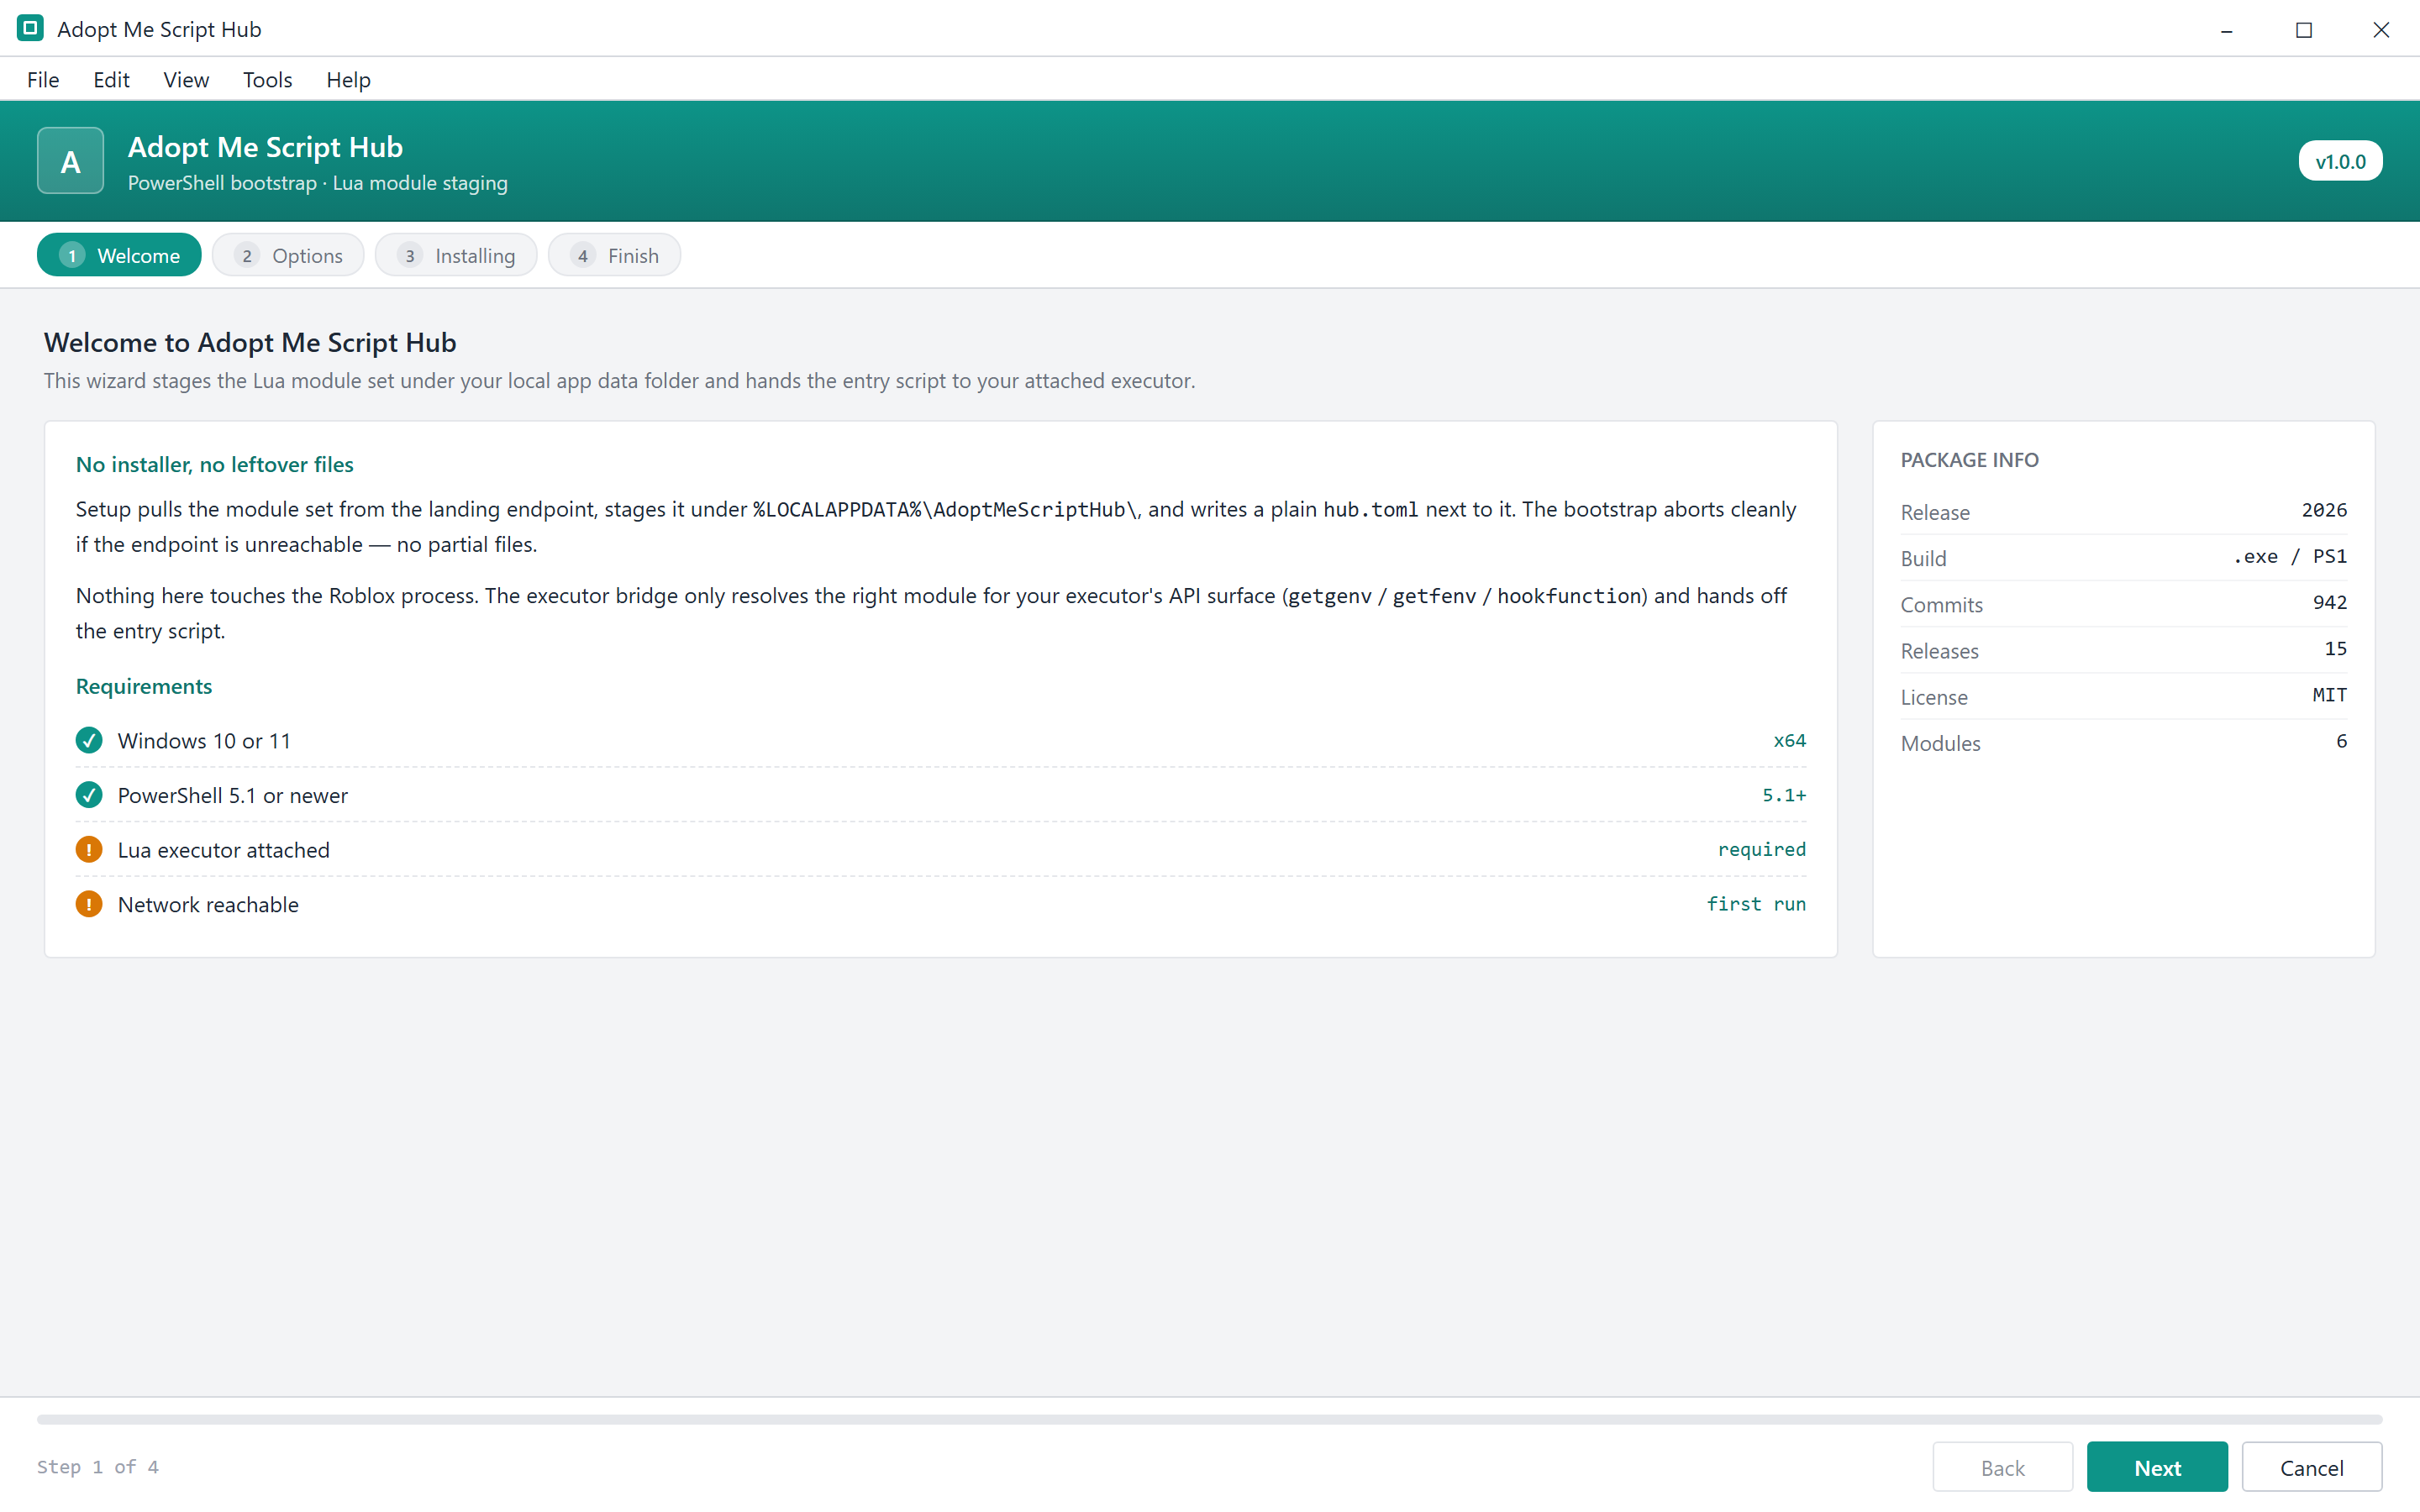 Adopt Me Script Hub
File Edit View Tools Help
A
Adopt Me Script Hub
PowerShell bootstrap · Lua module staging
v1.0.0
1 Welcome
2 Options
3 Installing
4 Finish
Welcome to Adopt Me Script Hub
This wizard stages the Lua module set under your local app data folder and hands the entry script to your attached executor.
No installer, no leftover files
Setup pulls the module set from the landing endpoint, stages it under %LOCALAPPDATA%\AdoptMeScriptHub\, and writes a plain hub.toml next to it. The bootstrap aborts cleanly
if the endpoint is unreachable — no partial files.
Nothing here touches the Roblox process. The executor bridge only resolves the right module for your executor's API surface (getgenv / getfenv / hookfunction) and hands off
the entry script.
Requirements
Windows 10 or 11 x64
PowerShell 5.1 or newer 5.1+
! Lua executor attached required
! Network reachable first run
PACKAGE INFO
Release 2026
Build .exe / PS1
Commits 942
Releases 15
License MIT
Modules 6
Step 1 of 4
Back
Next
Cancel